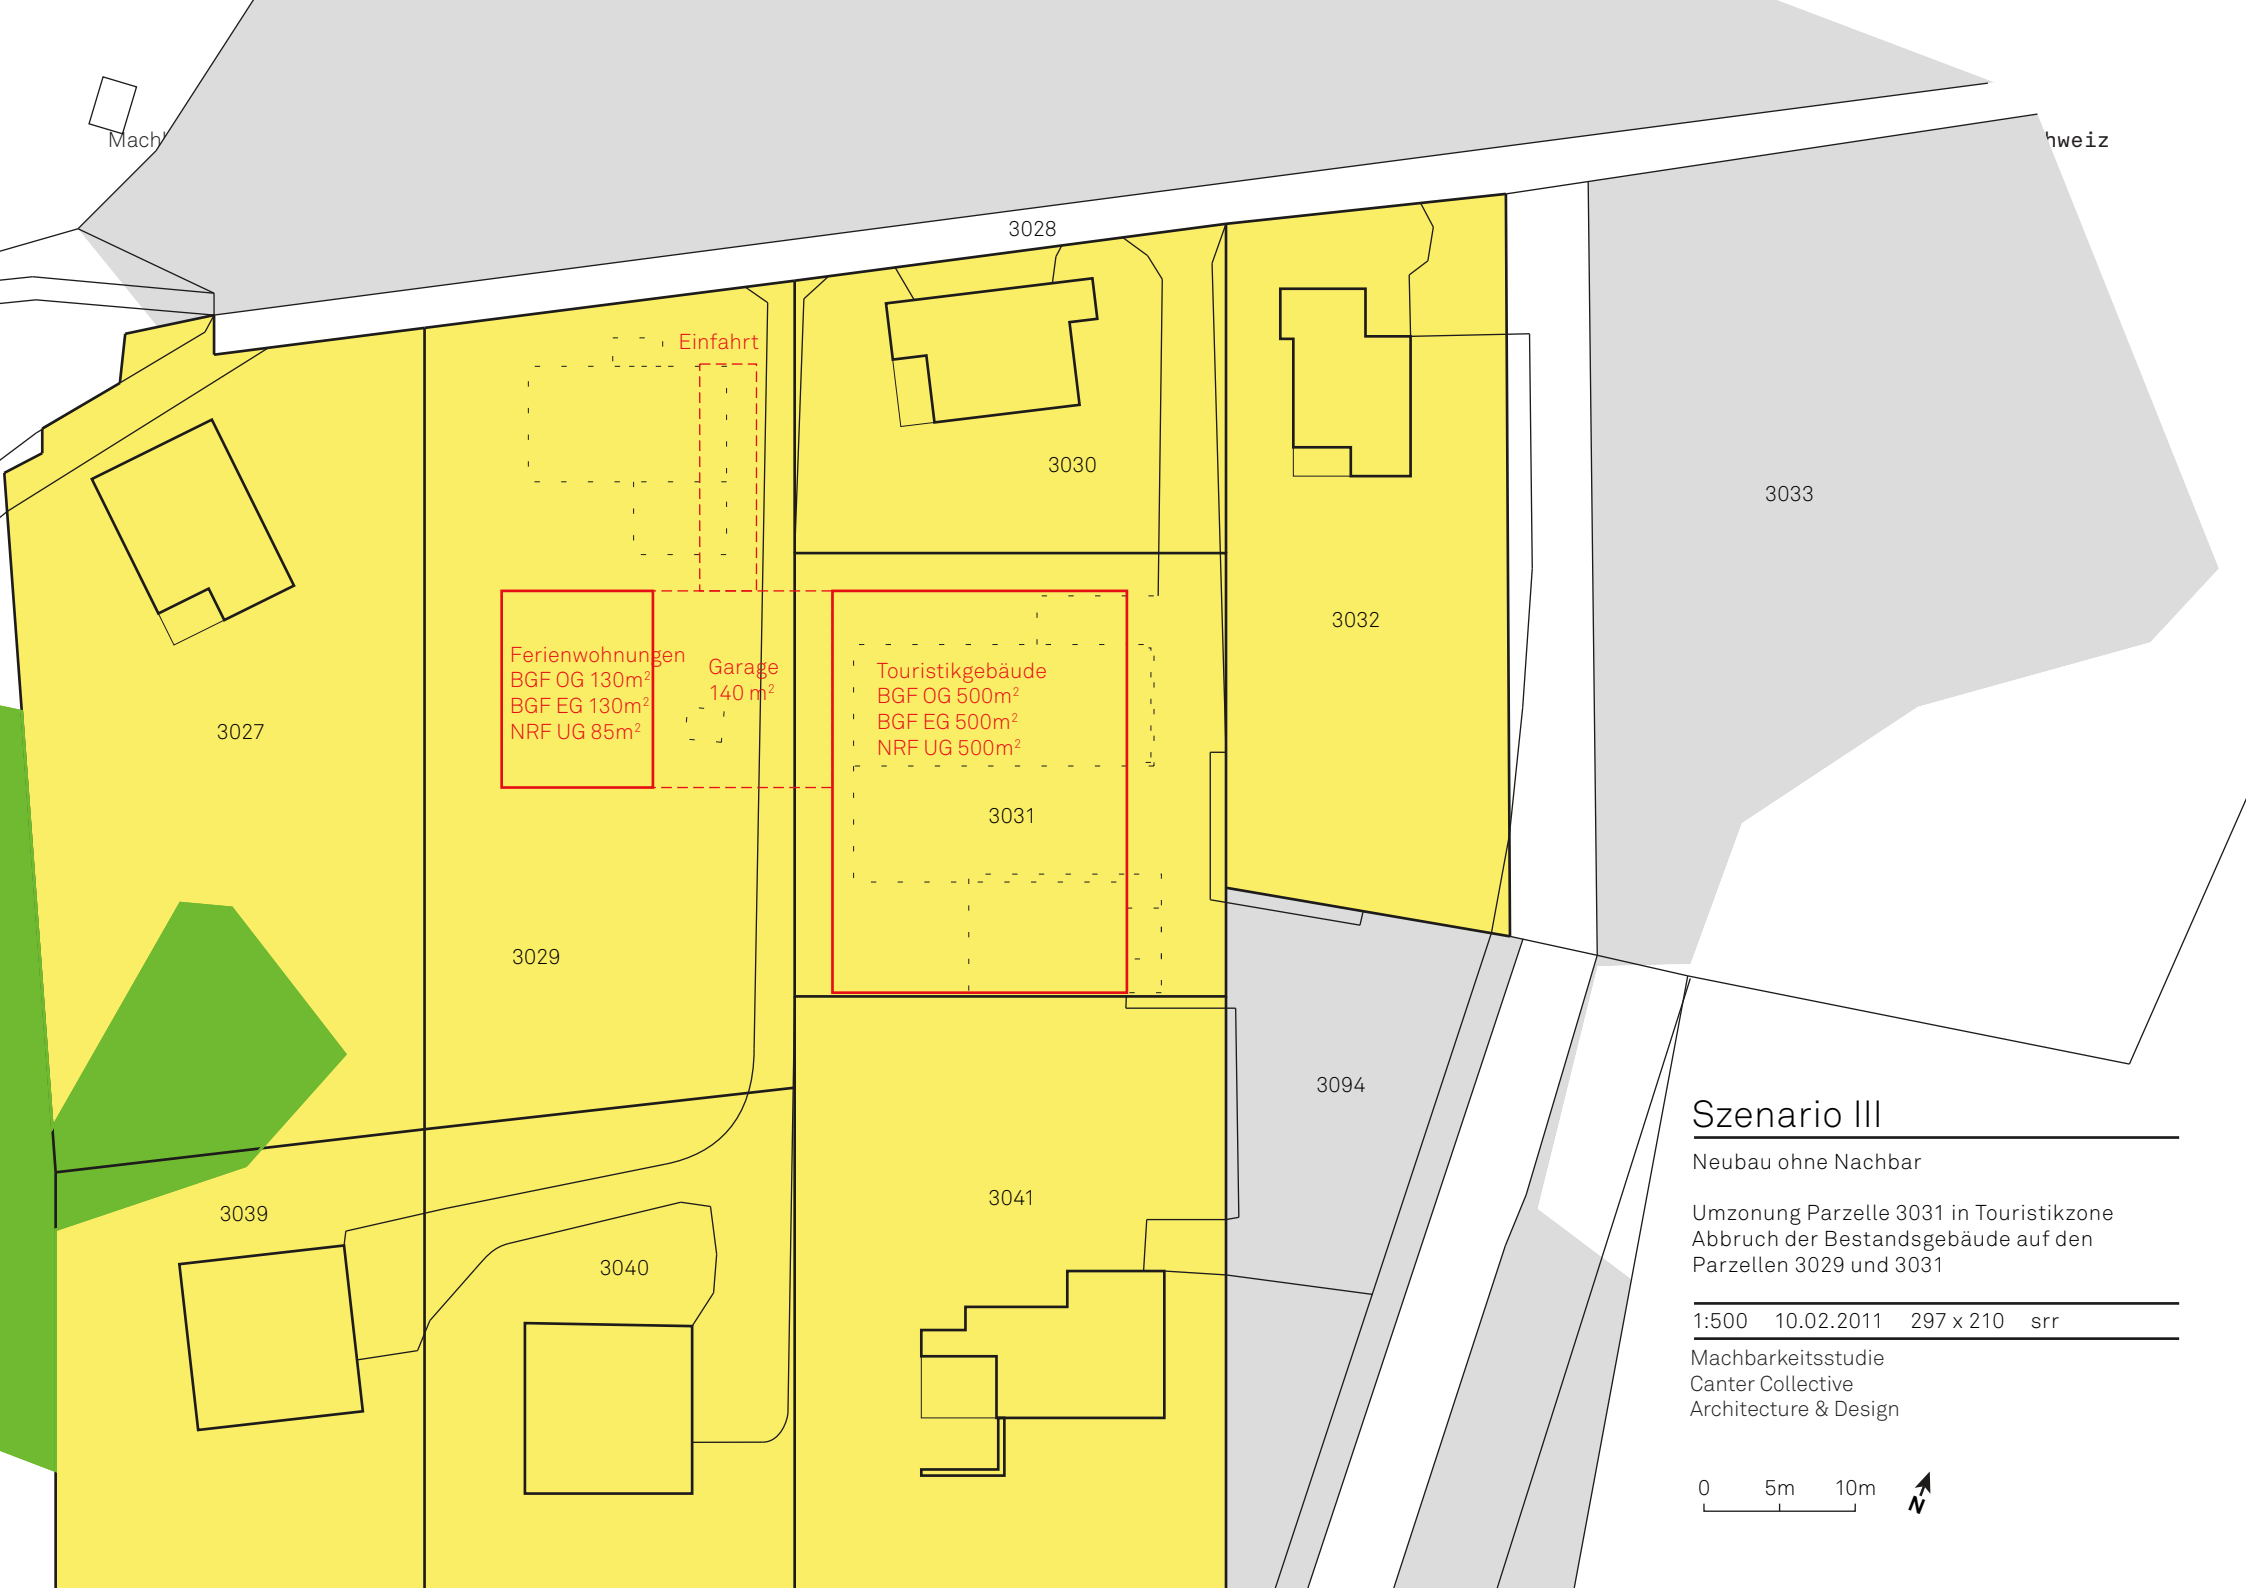 3028
Einfahrt
3030
3033
3032
Ferienwohnungen
BGF OG 130m²
BGF EG 130m²
NRF UG 85m²
Garage
140 m²
Touristikgebäude
BGF OG 500m²
BGF EG 500m²
NRF UG 500m²
3027
3031
3029
3094
3041
3039
3040
Szenario III
Neubau ohne Nachbar
Umzonung Parzelle 3031 in Touristikzone
Abbruch der Bestandsgebäude auf den
Parzellen 3029 und 3031
1:500 10.02.2011 297 x 210 srr
Machbarkeitsstudie
Canter Collective
Architecture & Design
0 5m 10m
N